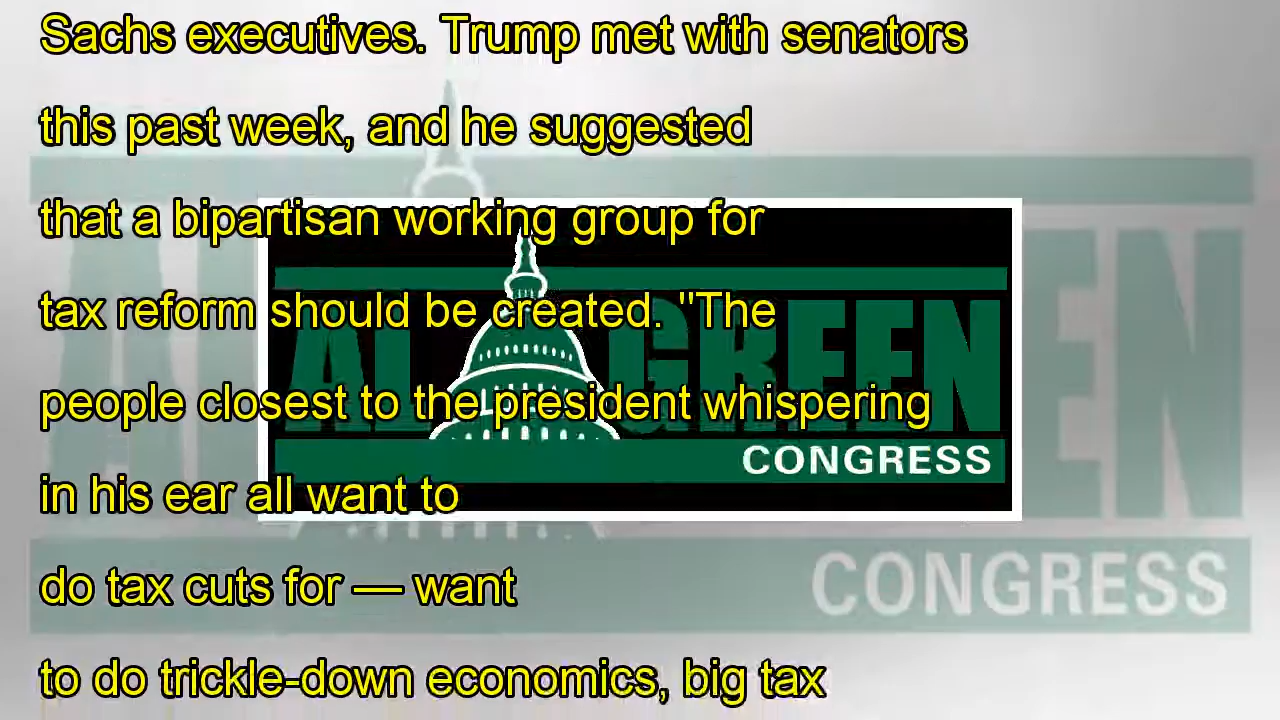 Sachs executives. Trump met with senators
this past week, and he suggested
that a bipartisan working group for
tax reform should be created. "The
people closest to the president whispering
in his ear all want to
do tax cuts for — want
to do trickle-down economics, big tax
AL GREEN
CONGRESS
EEN
CONGRESS